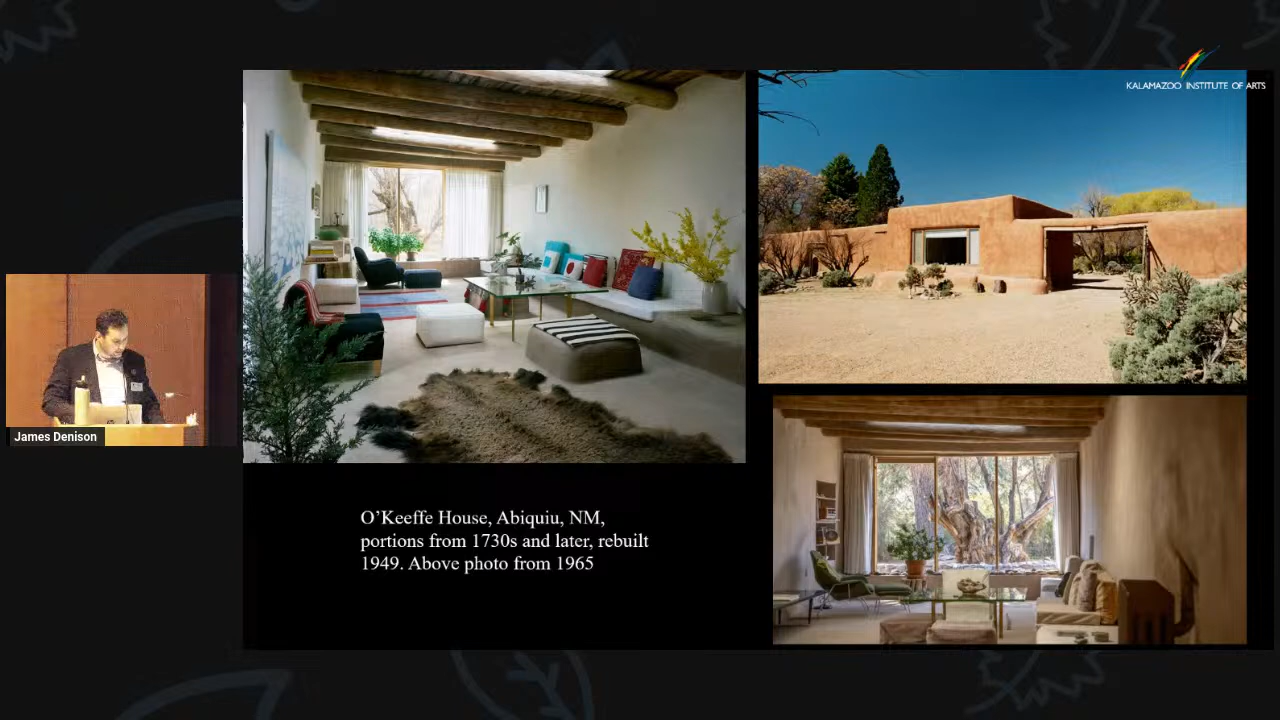 KALAMAZOO INSTITUTE OF ARTS
James Denison
O’Keeffe House, Abiquiu, NM,
portions from 1730s and later, rebuilt
1949. Above photo from 1965